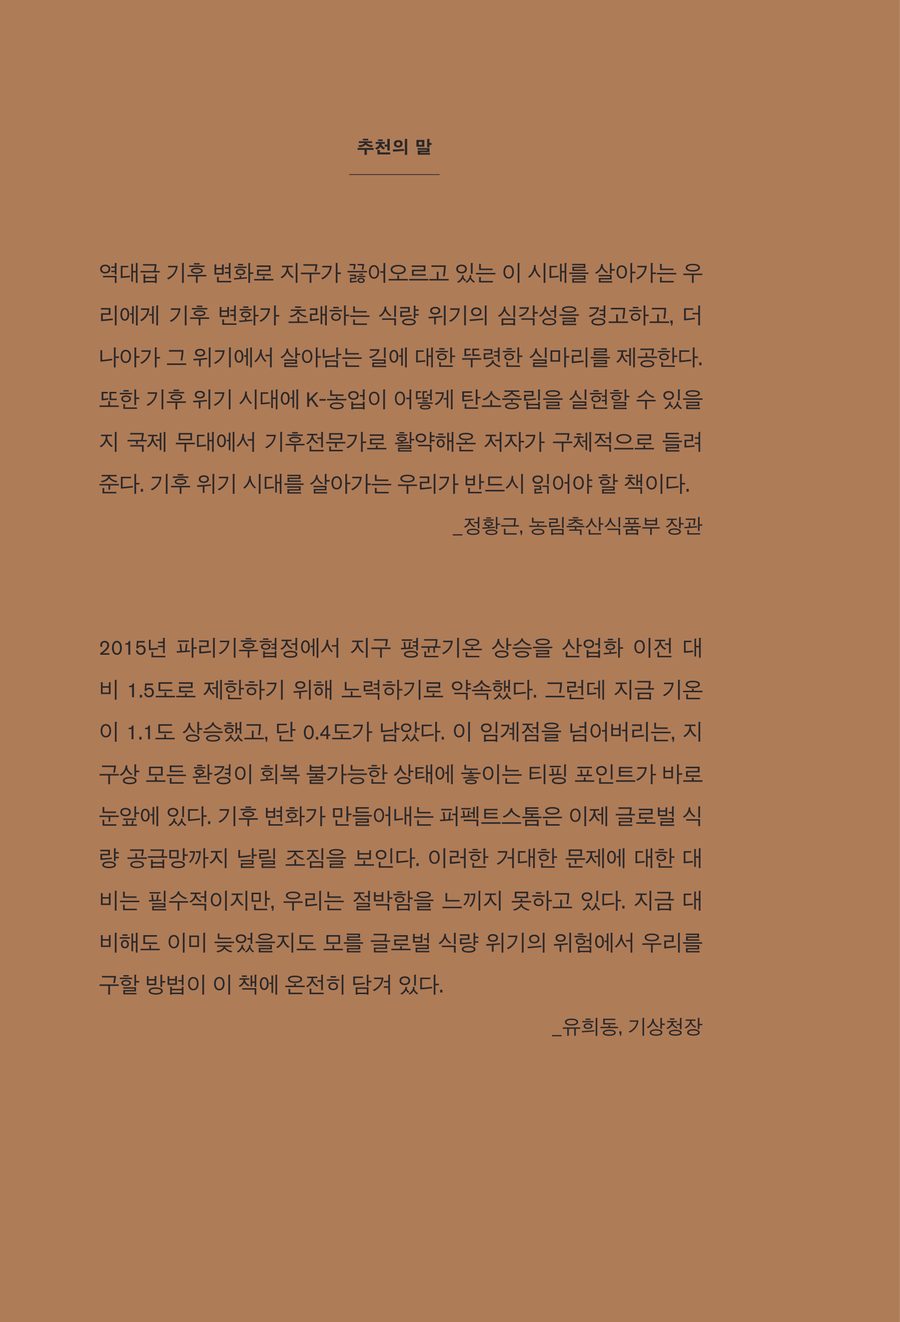 추천의 말
역대급 기후 변화로 지구가 끓어오르고 있는 이 시대를 살아가는 우
리에게 기후 변화가 초래하는 식량 위기의 심각성을 경고하고, 더
나아가 그 위기에서 살아남는 길에 대한 뚜렷한 실마리를 제공한다.
또한 기후 위기 시대에 K-농업이 어떻게 탄소중립을 실현할 수 있을
지 국제 무대에서 기후전문가로 활약해온 저자가 구체적으로 들려
준다. 기후 위기 시대를 살아가는 우리가 반드시 읽어야 할 책이다.
_정황근, 농림축산식품부 장관
2015년 파리기후협정에서 지구 평균기온 상승을 산업화 이전 대
비 1.5도로 제한하기 위해 노력하기로 약속했다. 그런데 지금 기온
이 1.1도 상승했고, 단 0.4도가 남았다. 이 임계점을 넘어버리는, 지
구상 모든 환경이 회복 불가능한 상태에 놓이는 티핑 포인트가 바로
눈앞에 있다. 기후 변화가 만들어내는 퍼펙트스톰은 이제 글로벌 식
량 공급망까지 날릴 조짐을 보인다. 이러한 거대한 문제에 대한 대
비는 필수적이지만, 우리는 절박함을 느끼지 못하고 있다. 지금 대
비해도 이미 늦었을지도 모를 글로벌 식량 위기의 위험에서 우리를
구할 방법이 이 책에 온전히 담겨 있다.
_유희동, 기상청장